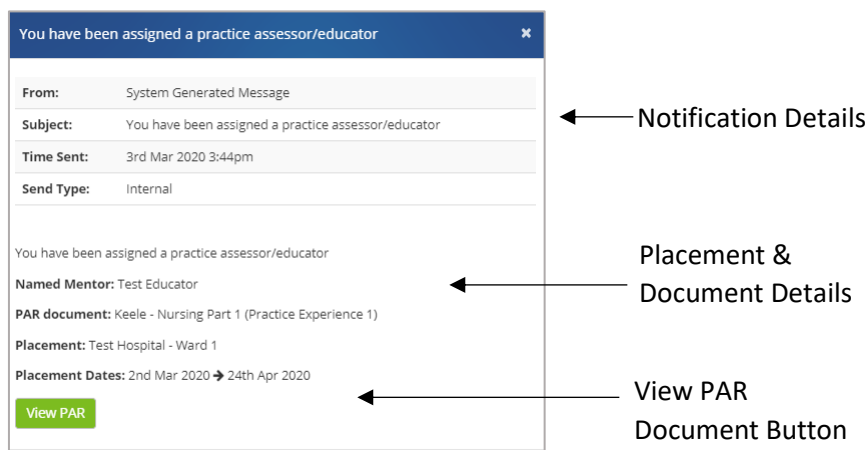 You have been assigned a practice assessor/educator ×
From: System Generated Message
Subject: You have been assigned a practice assessor/educator
Time Sent: 3rd Mar 2020 3:44pm
Send Type: Internal
Notification Details
You have been assigned a practice assessor/educator
Named Mentor: Test Educator
PAR document: Keele - Nursing Part 1 (Practice Experience 1)
Placement: Test Hospital - Ward 1
Placement Dates: 2nd Mar 2020 → 24th Apr 2020
View PAR
Placement &
Document Details
View PAR
Document Button